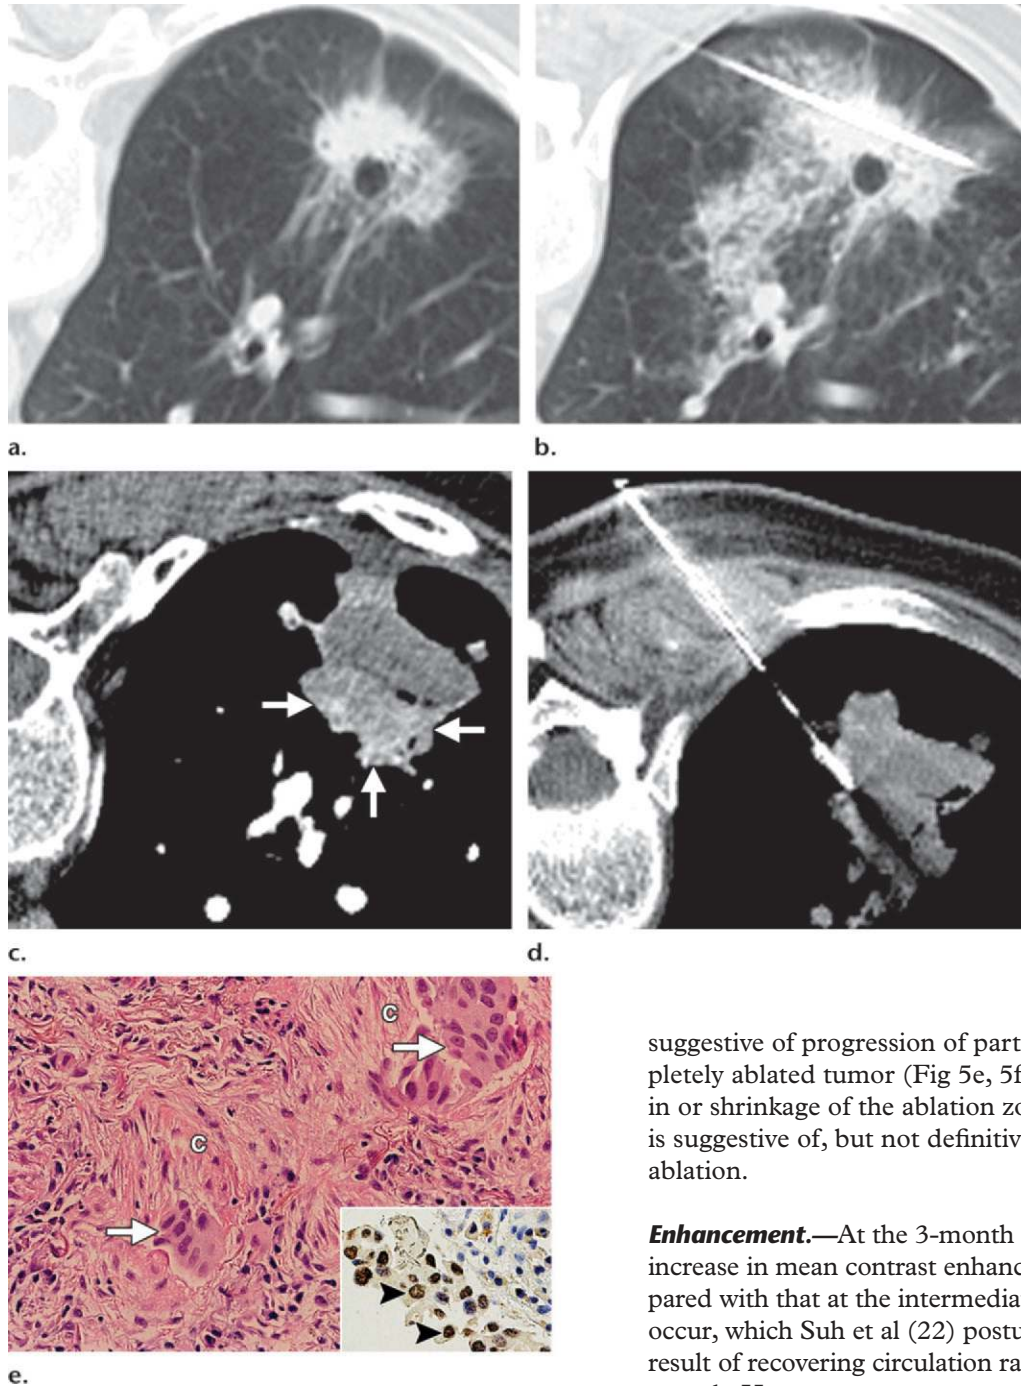 a.
b.
c.
d.
C
C
e.
suggestive of progression of part
pletely ablated tumor (Fig 5e, 5f
in or shrinkage of the ablation zo
is suggestive of, but not definitiv
ablation.
Enhancement.—At the 3-month
increase in mean contrast enhanc
pared with that at the intermedia
occur, which Suh et al (22) postu
result of recovering circulation ra